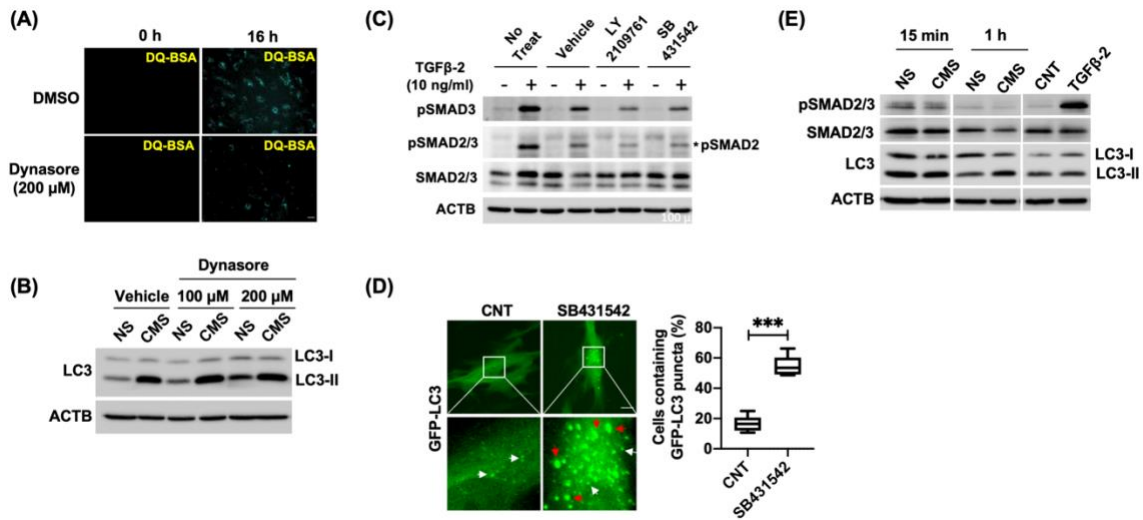 (A)
0 h
16 h
DQ-BSA
DQ-BSA
DMSO
DQ-BSA
DQ-BSA
Dynasore
(200 µM)
(B)
Dynasore
Vehicle
100 µM
200 µM
NS
CMS
NS
CMS
NS
CMS
LC3
LC3-I
LC3-II
ACTB
(C)
No
Treat
Vehicle
LY
2109761
SB
431542
TGFβ-2
(10 ng/ml)
- + - + - + - +
pSMAD3
pSMAD2/3
*pSMAD2
SMAD2/3
ACTB
100 µ
(D)
CNT
SB431542
GFP-LC3
Cells containing
GFP-LC3 puncta (%)
80
60
40
20
0
***
CNT
SB431542
(E)
15 min
1 h
NS
CMS
NS
CMS
CNT
TGFβ-2
pSMAD2/3
SMAD2/3
LC3
LC3-I
LC3-II
ACTB